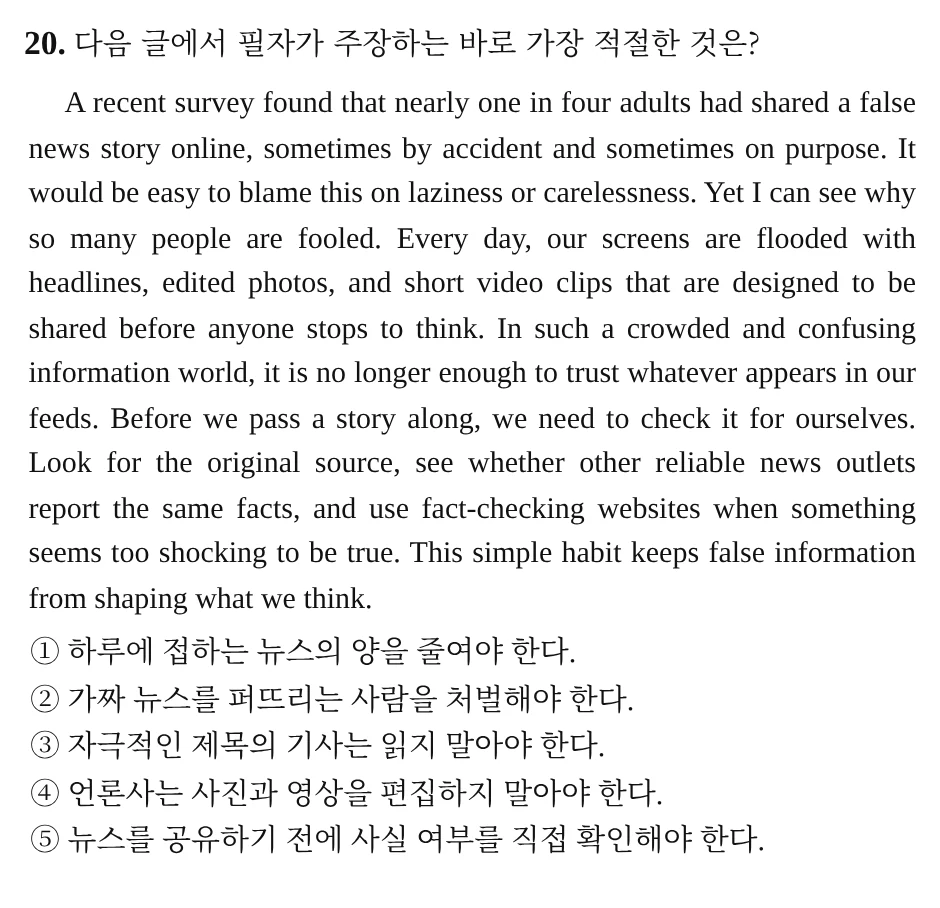 20. 다음 글에서 필자가 주장하는 바로 가장 적절한 것은?
A recent survey found that nearly one in four adults had shared a false
news story online, sometimes by accident and sometimes on purpose. It
would be easy to blame this on laziness or carelessness. Yet I can see why
so many people are fooled. Every day, our screens are flooded with
headlines, edited photos, and short video clips that are designed to be
shared before anyone stops to think. In such a crowded and confusing
information world, it is no longer enough to trust whatever appears in our
feeds. Before we pass a story along, we need to check it for ourselves.
Look for the original source, see whether other reliable news outlets
report the same facts, and use fact-checking websites when something
seems too shocking to be true. This simple habit keeps false information
from shaping what we think.
① 하루에 접하는 뉴스의 양을 줄여야 한다.
② 가짜 뉴스를 퍼뜨리는 사람을 처벌해야 한다.
③ 자극적인 제목의 기사는 읽지 말아야 한다.
④ 언론사는 사진과 영상을 편집하지 말아야 한다.
⑤ 뉴스를 공유하기 전에 사실 여부를 직접 확인해야 한다.